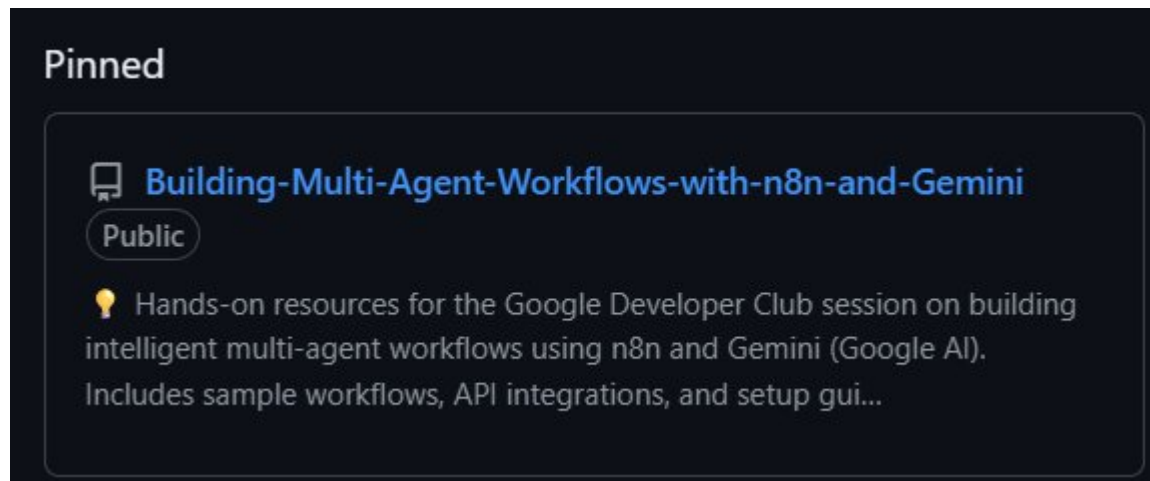 Pinned
Building-Multi-Agent-Workflows-with-n8n-and-Gemini
Public
💡 Hands-on resources for the Google Developer Club session on building
intelligent multi-agent workflows using n8n and Gemini (Google AI).
Includes sample workflows, API integrations, and setup gui...